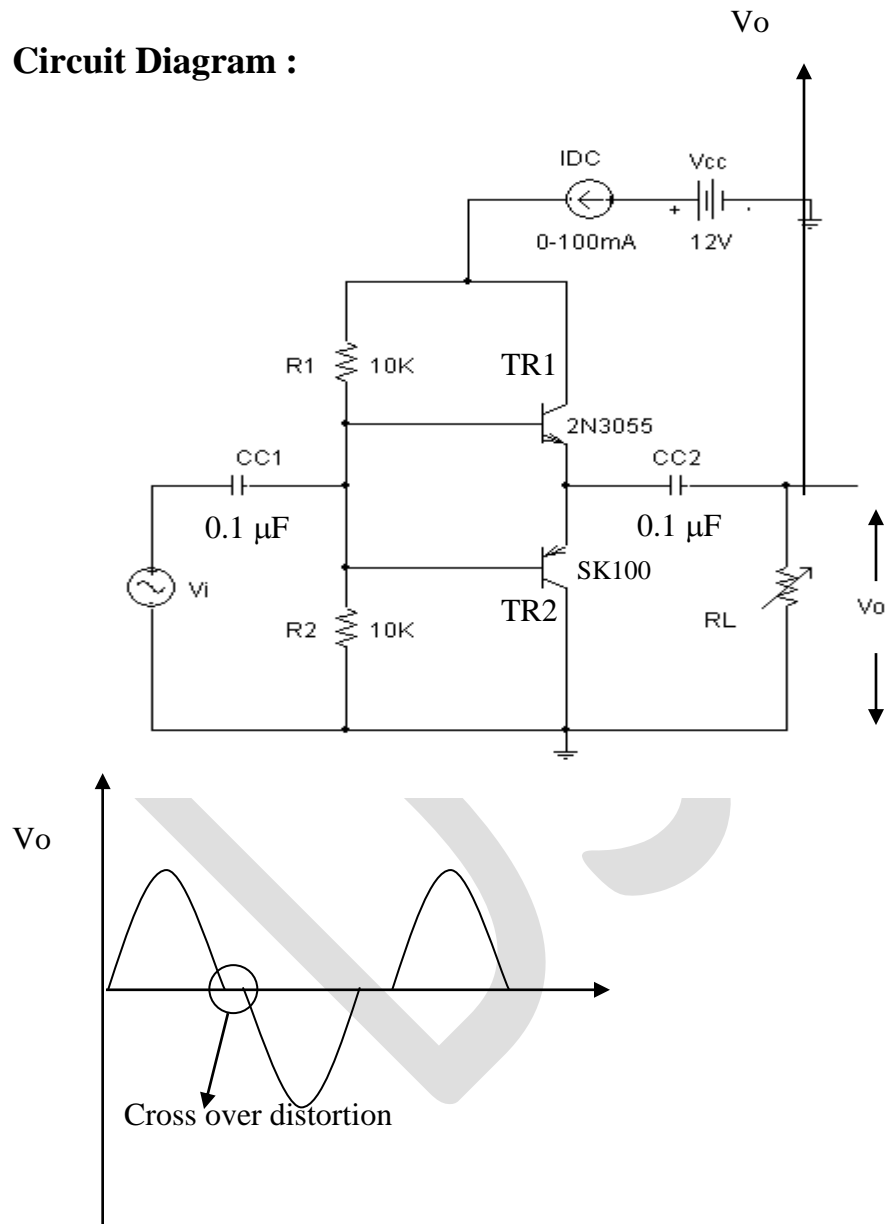 Vo
Circuit Diagram :
IDC
Vcc
+
-
0-100mA
12V
R1
10K
TR1
2N3055
CC1
CC2
0.1 μF
0.1 μF
Vi
SK100
RL
Vo
R2
10K
TR2
Vo
Cross over distortion